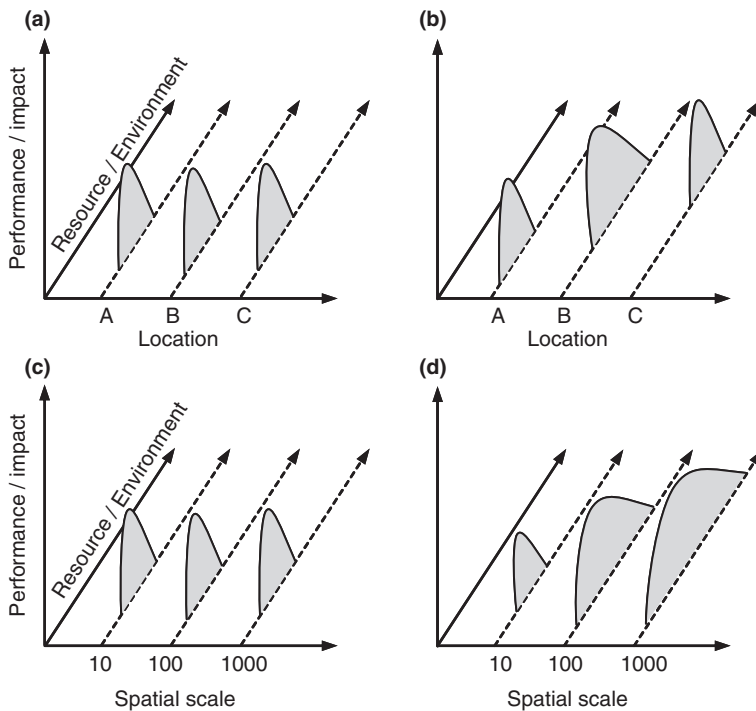 (a)
Performance / impact
Resource / Environment
A B C
Location
(b)
A B C
Location
(c)
Performance / impact
Resource / Environment
10 100 1000
Spatial scale
(d)
10 100 1000
Spatial scale